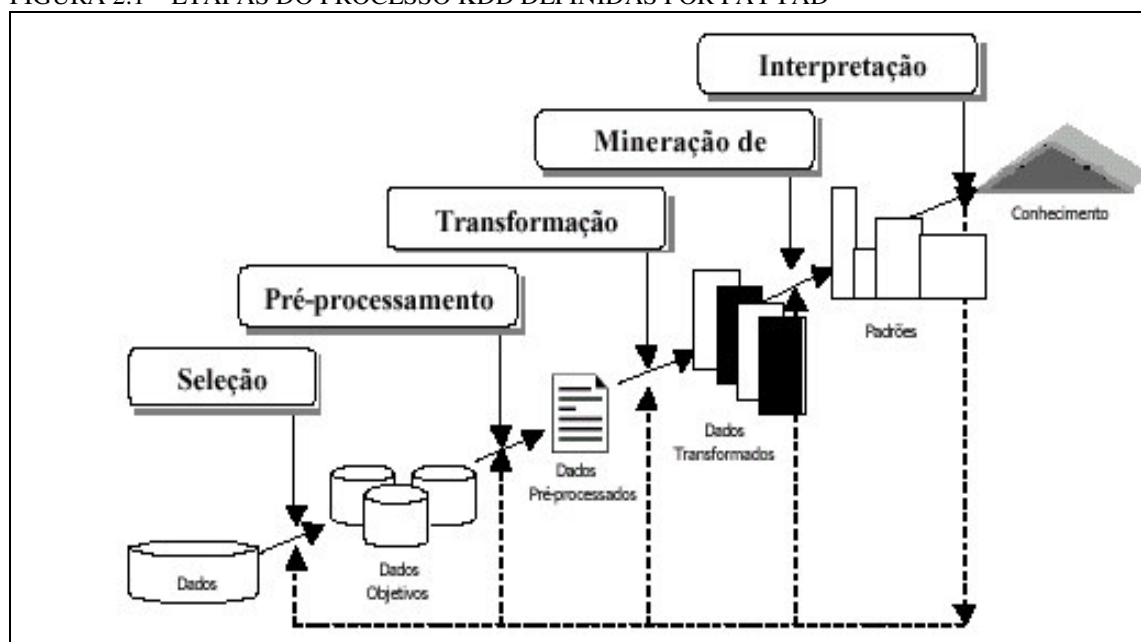 Interpretação
Mineração de
Conhecimento
Transformação
Pré-processamento
Padrões
Seleção
Dados
Transformados
Dados
Pré-processados
Dados
Objetivos
Dados